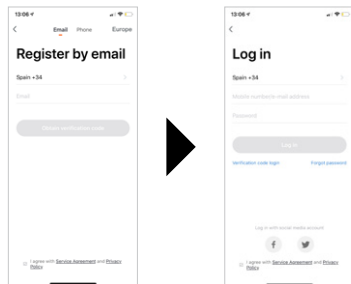 13:06
Email Phone Europe
Register by email
Spain +34
Email
Obtain verification code
I agree with Service Agreement and Privacy
Policy
13:06
Log in
Spain +34
Mobile number/e-mail address
Password
Log in
Verification code login Forgot password
Log in with social media account
f
I agree with Service Agreement and Privacy
Policy